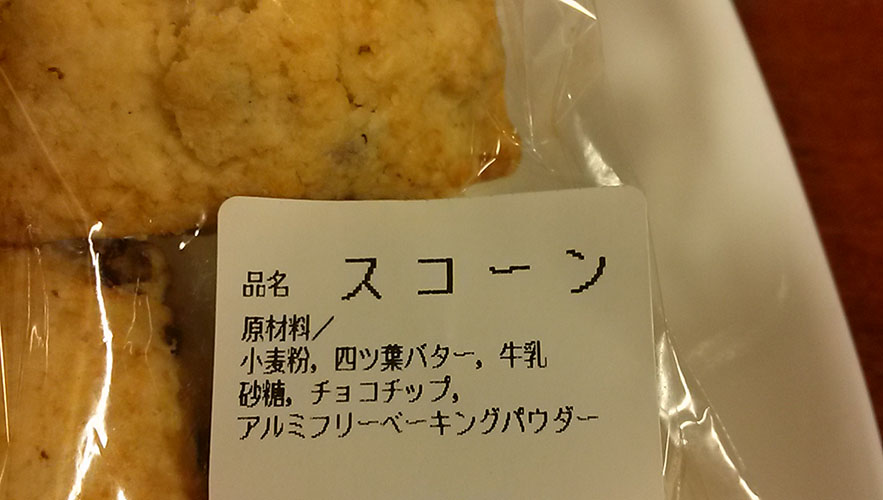 品名 スコーン
原材料／
小麦粉, 四ツ葉バター, 牛乳
砂糖, チョコチップ,
アルミフリーベーキングパウダー